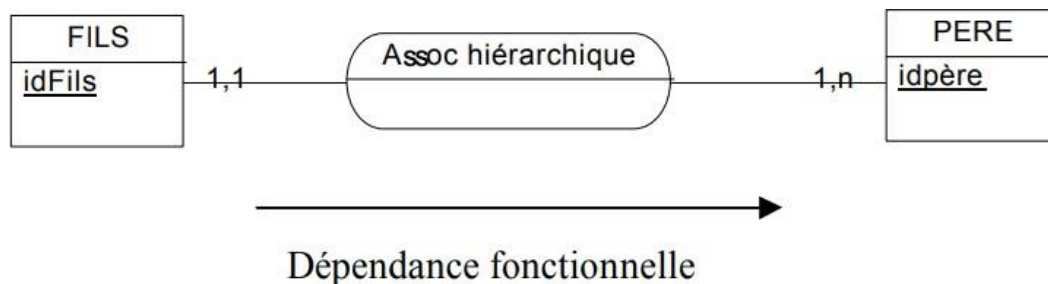 FILS
idFils
1,1
Assoc hiérarchique
1,n
PERE
idpère
Dépendance fonctionnelle